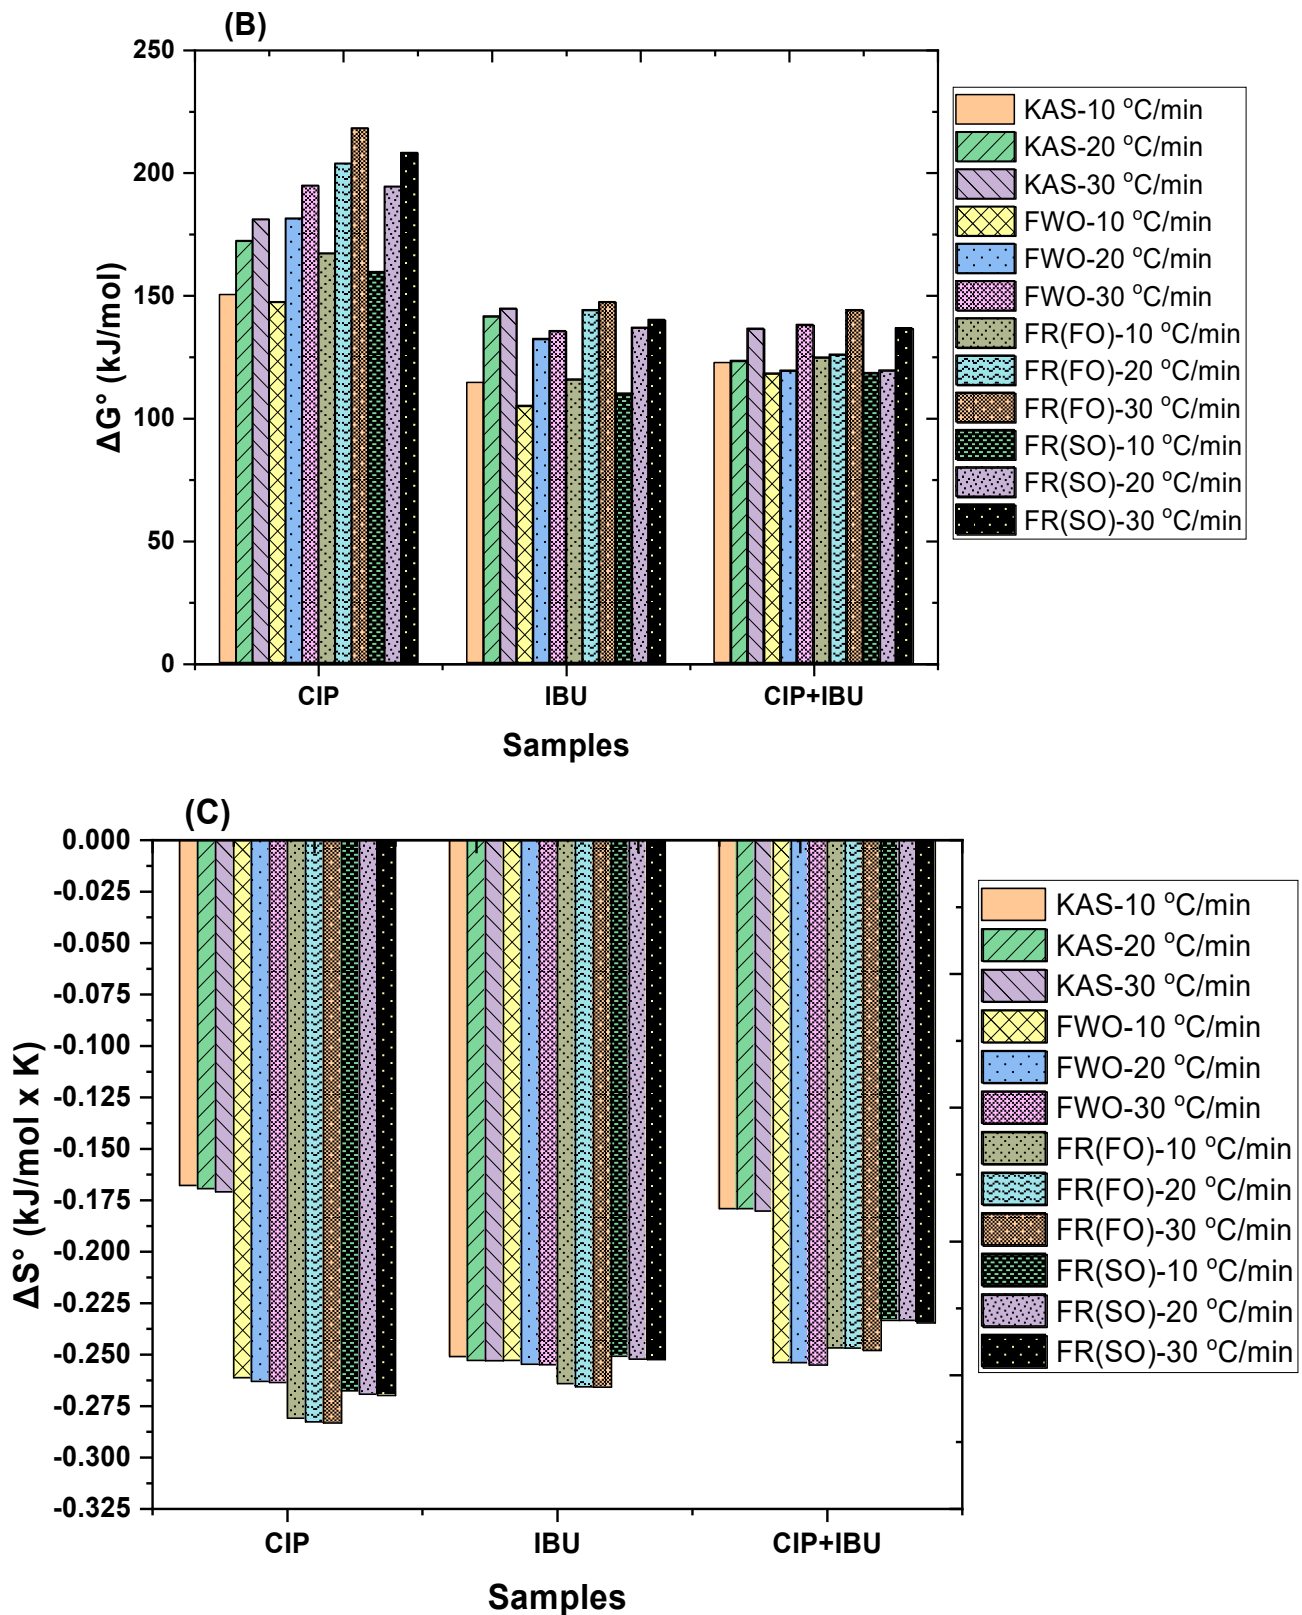 (B)
250
200
150
100
50
0
ΔG° (kJ/mol)
CIP IBU CIP+IBU
Samples
KAS-10 °C/min
KAS-20 °C/min
KAS-30 °C/min
FWO-10 °C/min
FWO-20 °C/min
FWO-30 °C/min
FR(FO)-10 °C/min
FR(FO)-20 °C/min
FR(FO)-30 °C/min
FR(SO)-10 °C/min
FR(SO)-20 °C/min
FR(SO)-30 °C/min
(C)
0.000
-0.025
-0.050
-0.075
-0.100
-0.125
-0.150
-0.175
-0.200
-0.225
-0.250
-0.275
-0.300
-0.325
ΔS° (kJ/mol x K)
CIP IBU CIP+IBU
Samples
KAS-10 °C/min
KAS-20 °C/min
KAS-30 °C/min
FWO-10 °C/min
FWO-20 °C/min
FWO-30 °C/min
FR(FO)-10 °C/min
FR(FO)-20 °C/min
FR(FO)-30 °C/min
FR(SO)-10 °C/min
FR(SO)-20 °C/min
FR(SO)-30 °C/min